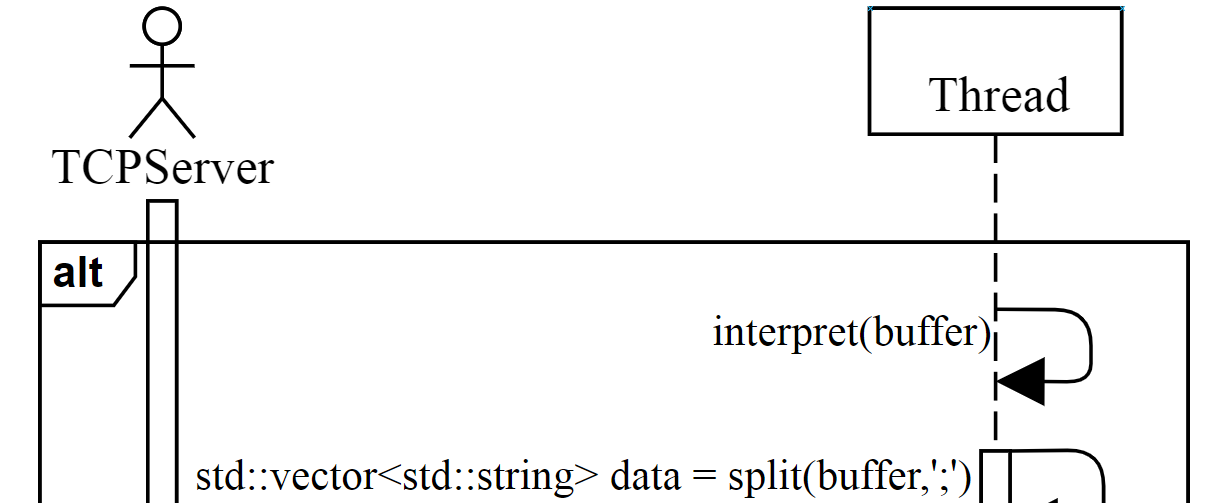 Thread
TCPServer
alt
interpret(buffer)
std::vector<std::string> data = split(buffer,';')